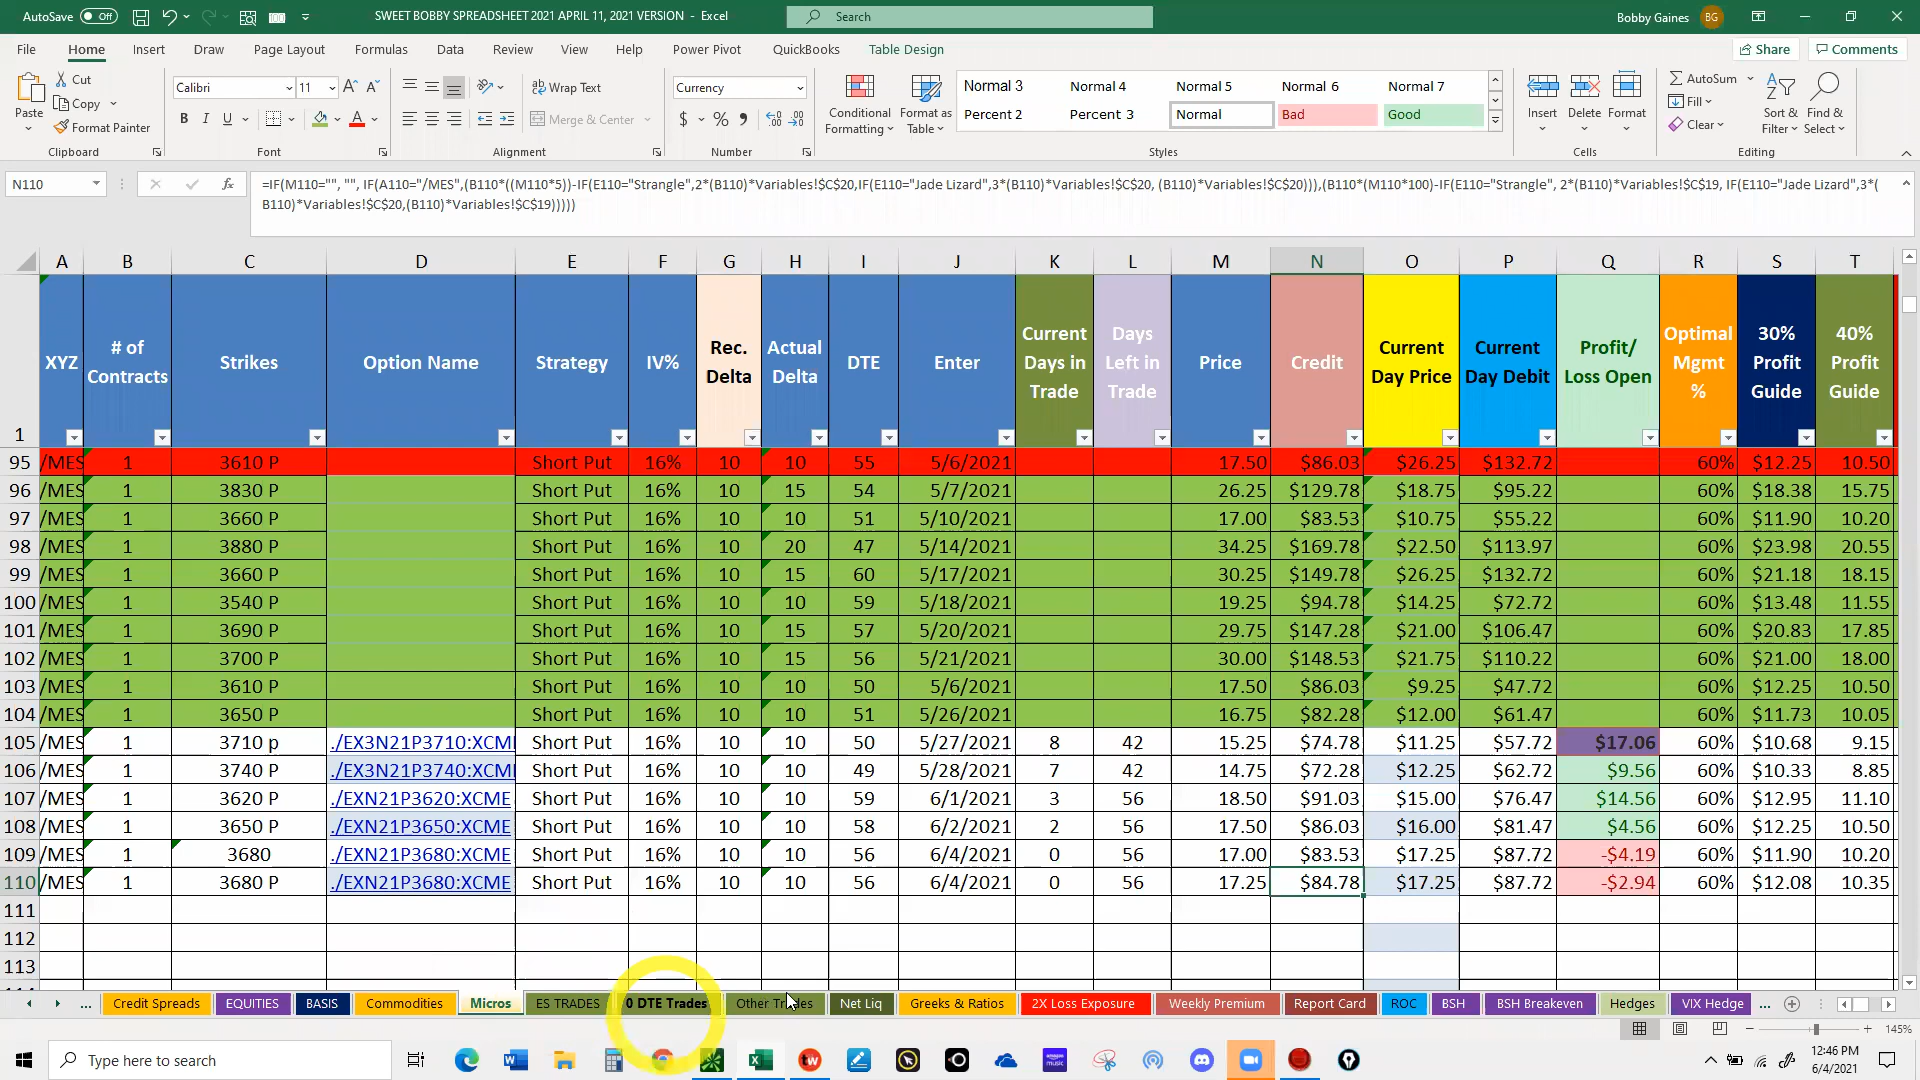 AutoSave Off SWEET BOBBY SPREADSHEET 2021 APRIL 11, 2021 VERSION - Excel Search Bobby Gaines BG
File Home Insert Draw Page Layout Formulas Data Review View Help Power Pivot QuickBooks Table Design Share Comments
Paste Cut Copy Format Painter Clipboard
Calibri 11 B I U Font
Wrap Text Merge & Center Alignment
Currency $ % Number
Conditional Formatting Format as Table
Normal 3 Normal 4 Normal 5 Normal 6 Normal 7
Percent 2 Percent 3 Normal Bad Good
Styles
Insert Delete Format Cells
AutoSum Fill Clear Sort & Filter Find & Select Editing
N110 fx =IF(M110="", "", IF(A110="/MES",(B110*((M110*5))-IF(E110="Strangle",2*(B110)*Variables!$C$20,IF(E110="Jade Lizard",3*(B110)*Variables!$C$20, (B110)*Variables!$C$20))),(B110*(M110*100)-IF(E110="Strangle", 2*(B110)*Variables!$C$19, IF(E110="Jade Lizard",3*(
B110)*Variables!$C$20,(B110)*Variables!$C$19)))))
A B C D E F G H I J K L M N O P Q R S T
1 XYZ # of Contracts Strikes Option Name Strategy IV% Rec. Delta Actual Delta DTE Enter Current Days in Trade Days Left in Trade Price Credit Current Day Price Current Day Debit Profit/ Loss Open Optimal Mgmt % 30% Profit Guide 40% Profit Guide
95 /MES 1 3610 P Short Put 16% 10 10 55 5/6/2021 17.50 $86.03 $26.25 $132.72 60% $12.25 10.50
96 /MES 1 3830 P Short Put 16% 10 15 54 5/7/2021 26.25 $129.78 $18.75 $95.22 60% $18.38 15.75
97 /MES 1 3660 P Short Put 16% 10 10 51 5/10/2021 17.00 $83.53 $10.75 $55.22 60% $11.90 10.20
98 /MES 1 3880 P Short Put 16% 10 20 47 5/14/2021 34.25 $169.78 $22.50 $113.97 60% $23.98 20.55
99 /MES 1 3660 P Short Put 16% 10 15 60 5/17/2021 30.25 $149.78 $26.25 $132.72 60% $21.18 18.15
100 /MES 1 3540 P Short Put 16% 10 10 59 5/18/2021 19.25 $94.78 $14.25 $72.72 60% $13.48 11.55
101 /MES 1 3690 P Short Put 16% 10 15 57 5/20/2021 29.75 $147.28 $21.00 $106.47 60% $20.83 17.85
102 /MES 1 3700 P Short Put 16% 10 15 56 5/21/2021 30.00 $148.53 $21.75 $110.22 60% $21.00 18.00
103 /MES 1 3610 P Short Put 16% 10 10 50 5/6/2021 17.50 $86.03 $9.25 $47.72 60% $12.25 10.50
104 /MES 1 3650 P Short Put 16% 10 10 51 5/26/2021 16.75 $82.28 $12.00 $61.47 60% $11.73 10.05
105 /MES 1 3710 p ./EX3N21P3710:XCM Short Put 16% 10 10 50 5/27/2021 8 42 15.25 $74.78 $11.25 $57.72 $17.06 60% $10.68 9.15
106 /MES 1 3740 P ./EX3N21P3740:XCM Short Put 16% 10 10 49 5/28/2021 7 42 14.75 $72.28 $12.25 $62.72 $9.56 60% $10.33 8.85
107 /MES 1 3620 P ./EXN21P3620:XCME Short Put 16% 10 10 59 6/1/2021 3 56 18.50 $91.03 $15.00 $76.47 $14.56 60% $12.95 11.10
108 /MES 1 3650 P ./EXN21P3650:XCME Short Put 16% 10 10 58 6/2/2021 2 56 17.50 $86.03 $16.00 $81.47 $4.56 60% $12.25 10.50
109 /MES 1 3680 ./EXN21P3680:XCME Short Put 16% 10 10 56 6/4/2021 0 56 17.00 $83.53 $17.25 $87.72 -$4.19 60% $11.90 10.20
110 /MES 1 3680 P ./EXN21P3680:XCME Short Put 16% 10 10 56 6/4/2021 0 56 17.25 $84.78 $17.25 $87.72 -$2.94 60% $12.08 10.35
111
112
113
... Credit Spreads EQUITIES BASIS Commodities Micros ES TRADES 0 DTE Trades Other Trades Net Liq Greeks & Ratios 2X Loss Exposure Weekly Premium Report Card ROC BSH BSH Breakeven Hedges VIX Hedge ...
145%
Type here to search 12:46 PM
6/4/2021